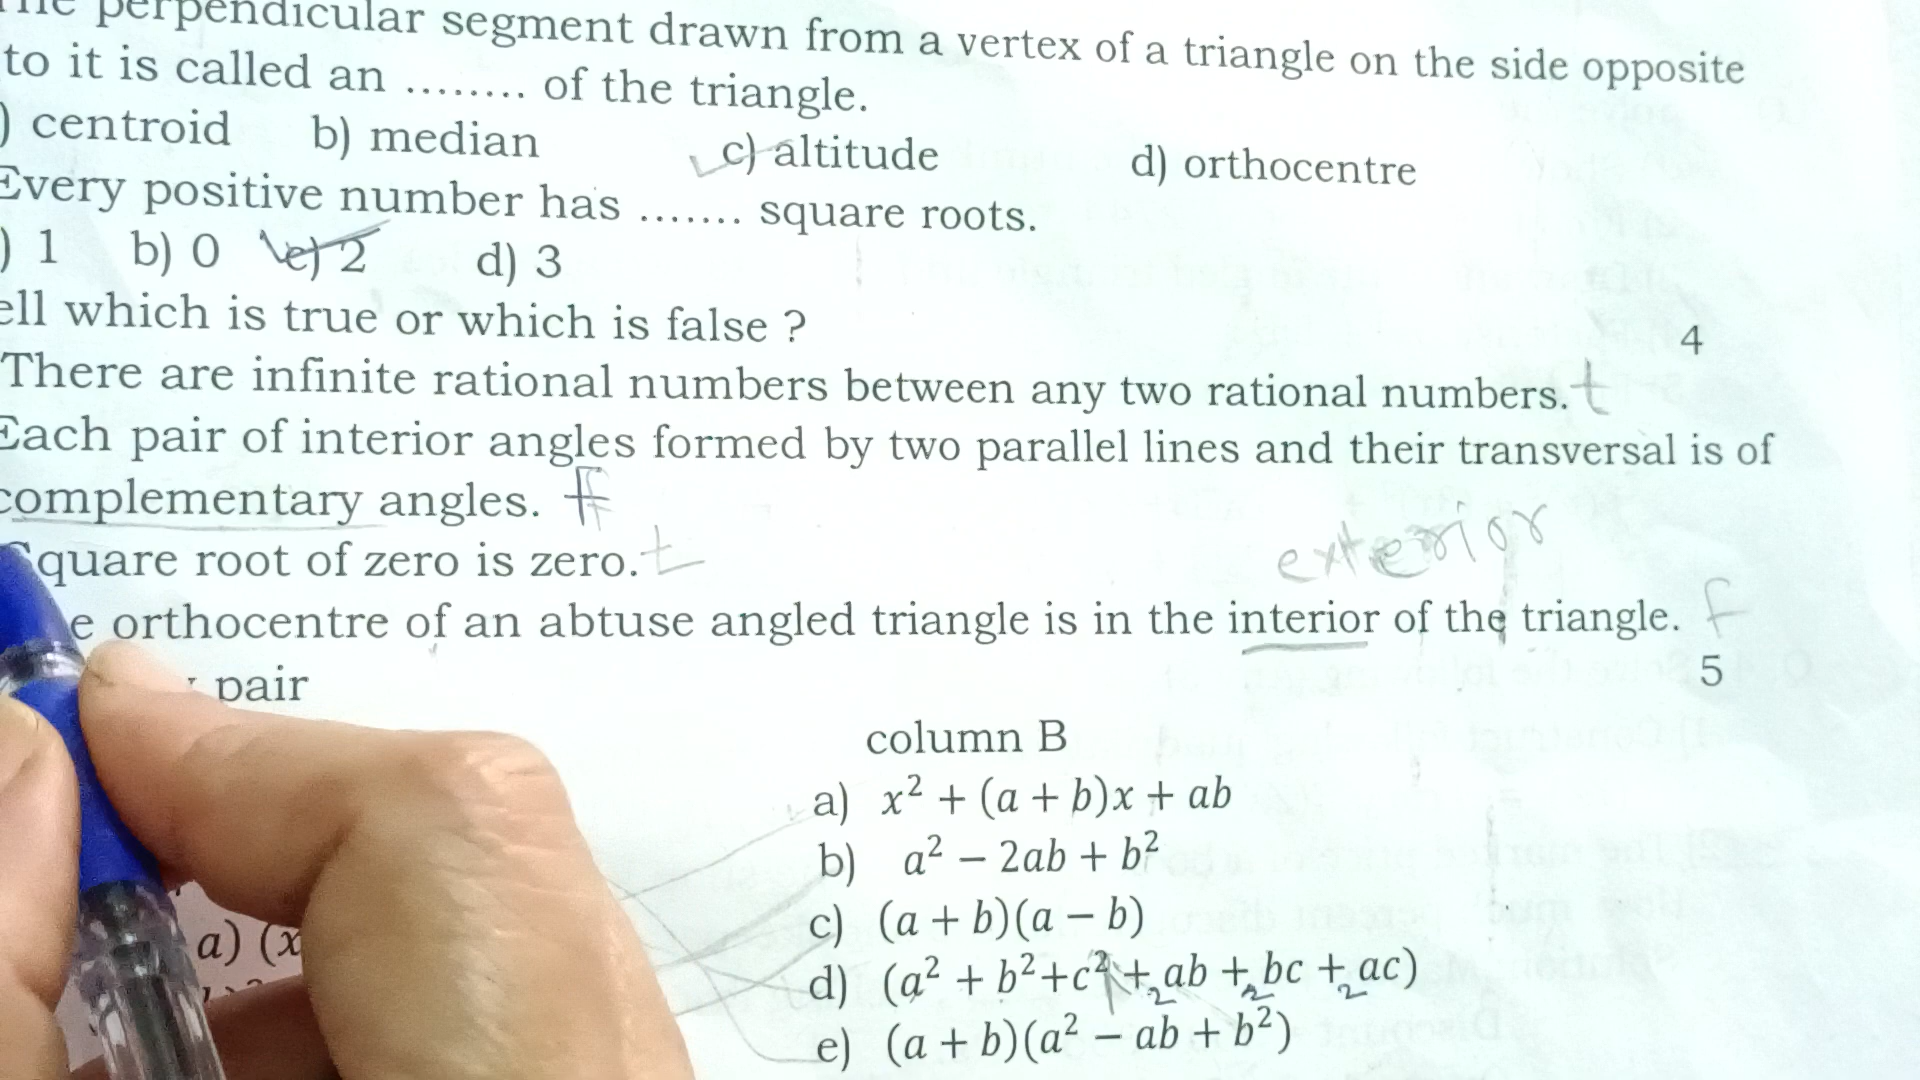 perpendicular segment drawn from a vertex of a triangle on the side opposite
to it is called an ........ of the triangle.
) centroid b) median c) altitude d) orthocentre
Every positive number has ....... square roots.
) 1 b) 0 c) 2 d) 3
ell which is true or which is false ? 4
There are infinite rational numbers between any two rational numbers. t
Each pair of interior angles formed by two parallel lines and their transversal is of
complementary angles. f
exterior
Square root of zero is zero. t
e orthocentre of an abtuse angled triangle is in the interior of the triangle. f
pair 5
column B
a) x² + (a + b)x + ab
b) a² − 2ab + b²
c) (a + b)(a − b)
a) (x
d) (a² + b²+c² +2ab +2bc +2ac)
e) (a + b)(a² − ab + b²)